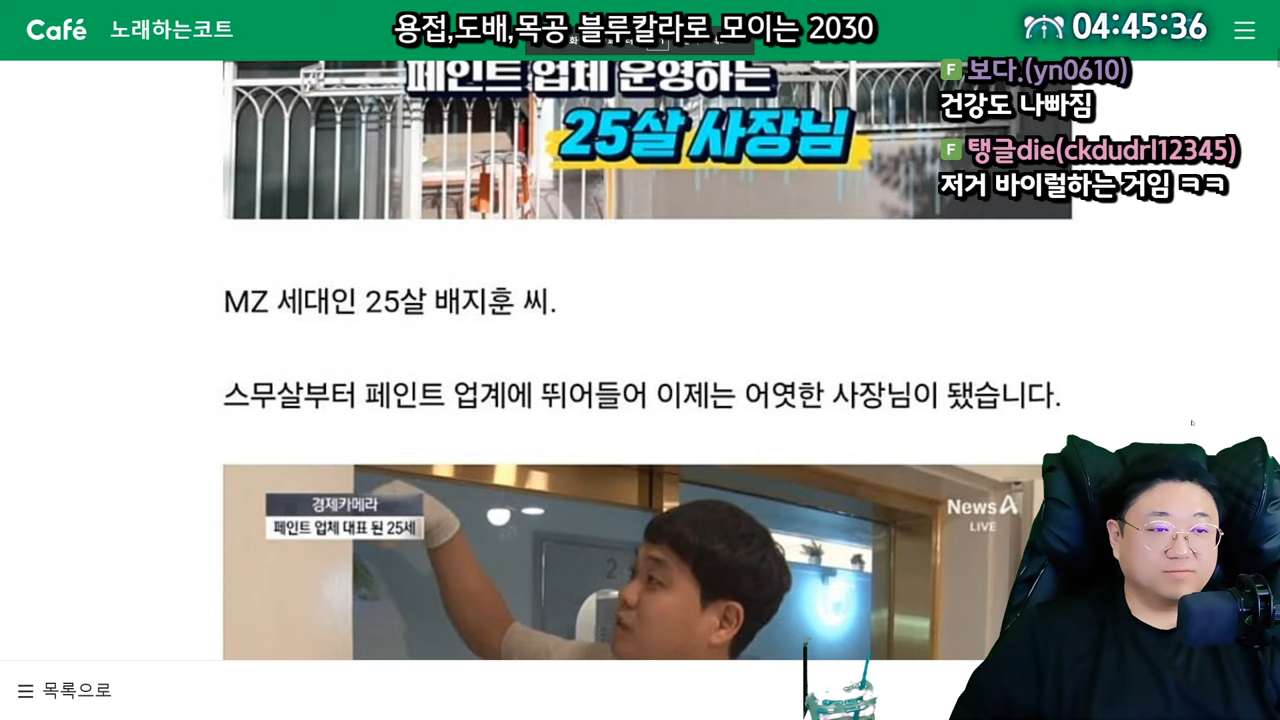 Café 노래하는코트
용접,도배,목공 블루칼라로 모이는 2030
04:45:36
페인트 업체 운영하는
25살 사장님
F 보다.(yn0610)
건강도 나빠짐
F 탱글die(ckdudrl12345)
저거 바이럴하는 거임 ㅋㅋ
MZ 세대인 25살 배지훈 씨.
스무살부터 페인트 업계에 뛰어들어 이제는 어엿한 사장님이 됐습니다.
경제카메라
페인트 업체 대표 된 25세
News A
LIVE
2
목록으로